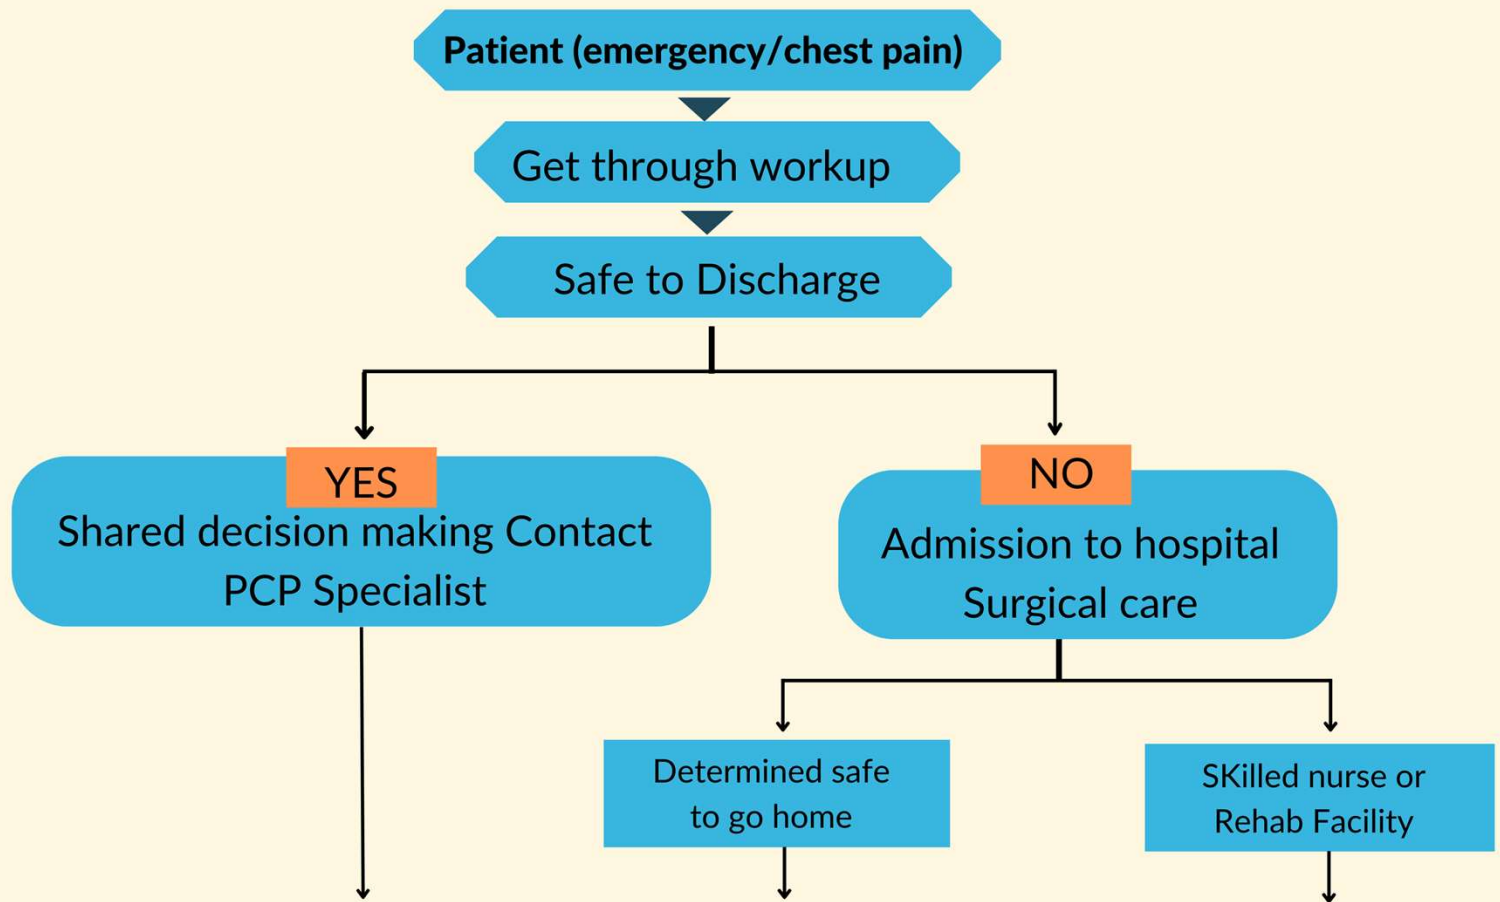 Patient (emergency/chest pain)
Get through workup
Safe to Discharge
YES
Shared decision making Contact
PCP Specialist
NO
Admission to hospital
Surgical care
Determined safe
to go home
SKilled nurse or
Rehab Facility